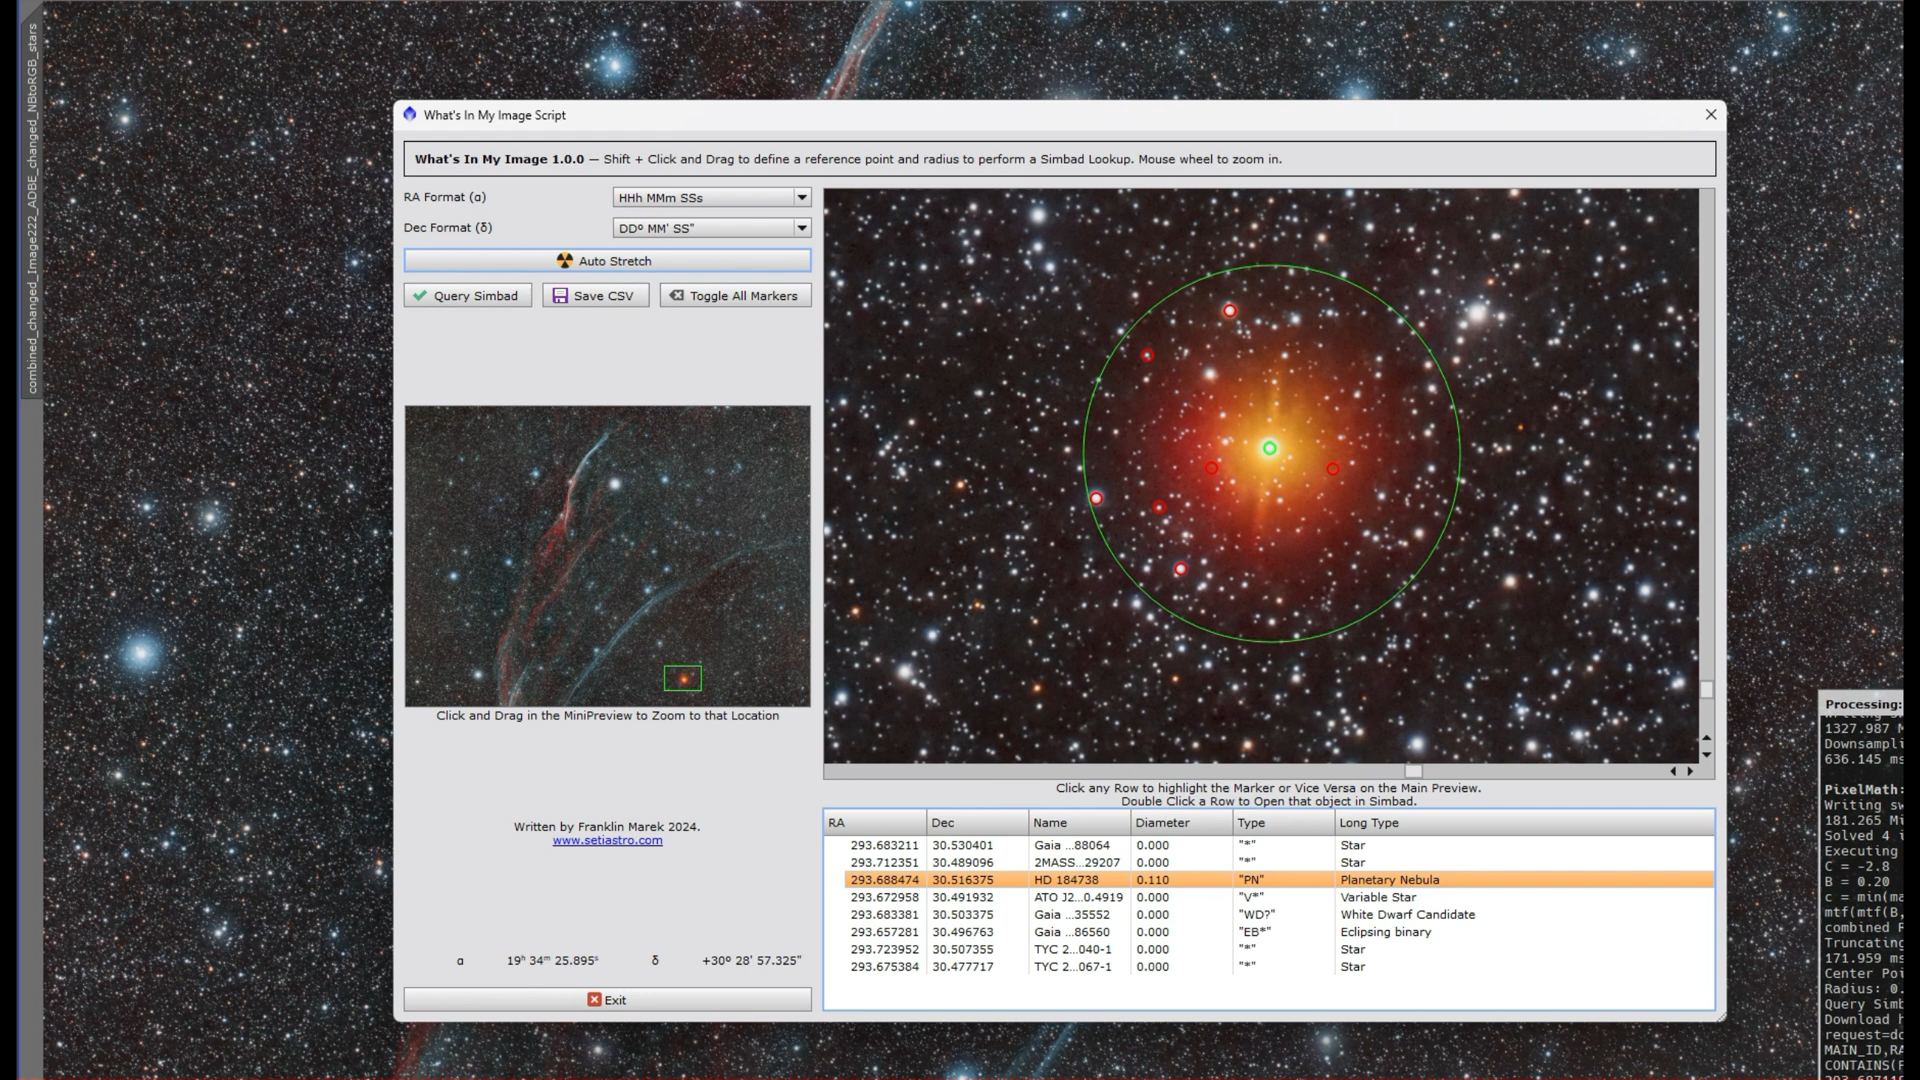 combined_changed_Image222_ADBE_changed_NBtoRGB_stars
What's In My Image Script
What's In My Image 1.0.0 — Shift + Click and Drag to define a reference point and radius to perform a Simbad Lookup. Mouse wheel to zoom in.
RA Format (α)
HHh MMm SSs
Dec Format (δ)
DDº MM' SS"
Auto Stretch
Query Simbad
Save CSV
Toggle All Markers
Click and Drag in the MiniPreview to Zoom to that Location
Written by Franklin Marek 2024.
www.setiastro.com
α 19ʰ 34ᵐ 25.895ˢ δ +30º 28' 57.325"
Exit
Click any Row to highlight the Marker or Vice Versa on the Main Preview.
Double Click a Row to Open that object in Simbad.
RA Dec Name Diameter Type Long Type
293.683211 30.530401 Gaia ...88064 0.000 "*" Star
293.712351 30.489096 2MASS...29207 0.000 "*" Star
293.688474 30.516375 HD 184738 0.110 "PN" Planetary Nebula
293.672958 30.491932 ATO J2...0.4919 0.000 "V*" Variable Star
293.683381 30.503375 Gaia ...35552 0.000 "WD?" White Dwarf Candidate
293.657281 30.496763 Gaia ...86560 0.000 "EB*" Eclipsing binary
293.723952 30.507355 TYC 2...040-1 0.000 "*" Star
293.675384 30.477717 TYC 2...067-1 0.000 "*" Star
Processing:
1327.987
Downsampli
636.145 ms
PixelMath:
Writing sw
181.265 Mi
Solved 4
Executing
C = -2.8
B = 0.20
c = min(ma
mtf(mtf(B,
combined
Truncating
171.959 ms
Center Poi
Radius: 0.
Query Simb
Download
request=do
MAIN_ID,RA
CONTAINS(